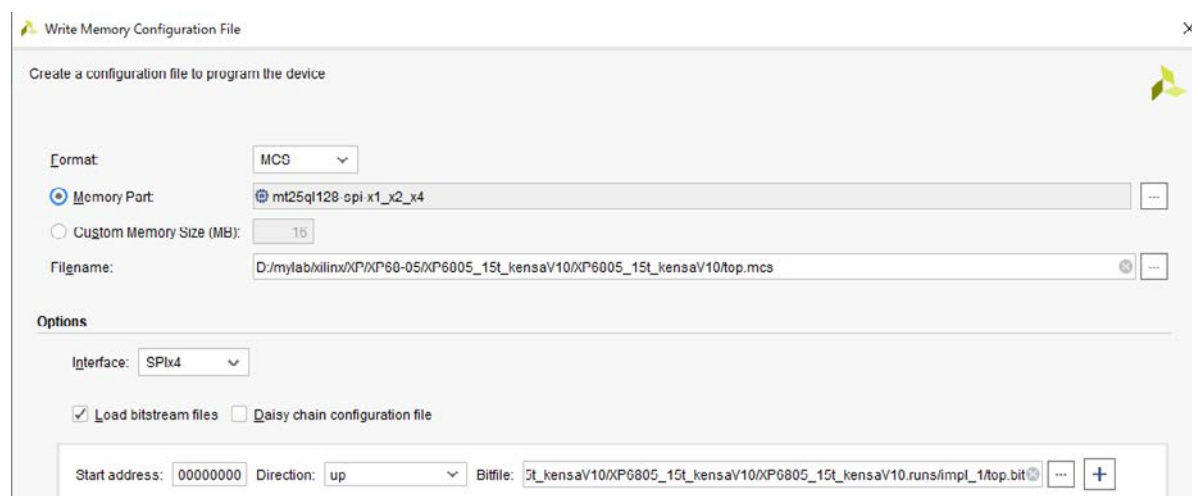 Write Memory Configuration File
Create a configuration file to program the device
Format: MCS
Memory Part: mt25ql128-spi-x1_x2_x4 ...
Custom Memory Size (MB): 16
Filename: D:/mylab/xilinx/XP/XP68-05/XP6805_15t_kensaV10/XP6805_15t_kensaV10/top.mcs ...
Options
Interface: SPIx4
Load bitstream files Daisy chain configuration file
Start address: 00000000 Direction: up Bitfile: 5t_kensaV10/XP6805_15t_kensaV10/XP6805_15t_kensaV10.runs/impl_1/top.bit ... +